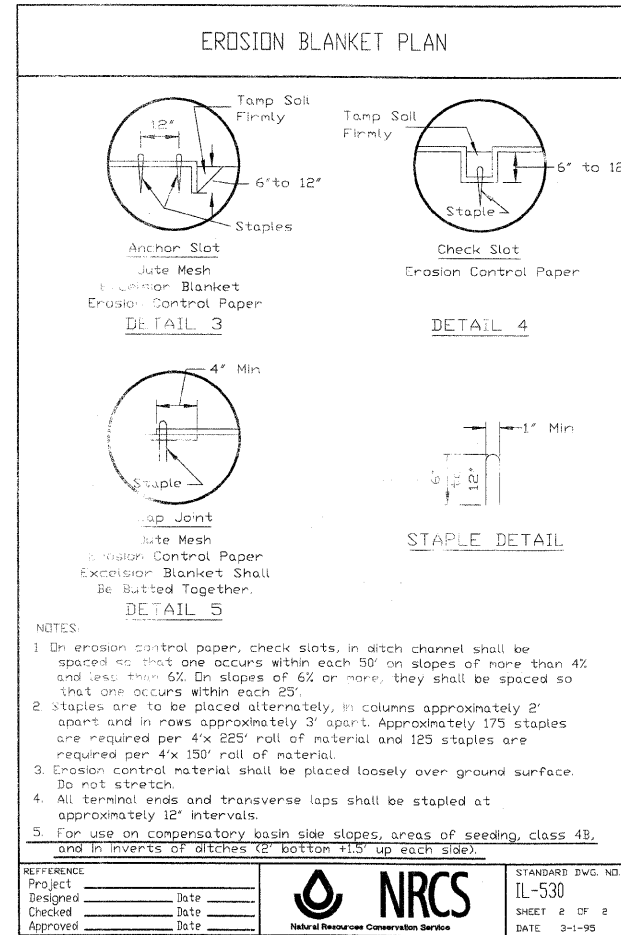 EROSION BLANKET PLAN
Tamp Soil
Firmly
12"
6"to 12"
Staples
Anchor Slot
Jute Mesh
Excelsior Blanket
Erosion Control Paper
DETAIL 3
Tamp Soil
Firmly
6" to 12
Staple
Check Slot
Erosion Control Paper
DETAIL 4
4" Min
Staple
Lap Joint
Jute Mesh
Erosion Control Paper
Excelsior Blanket Shall
Be Butted Together.
DETAIL 5
1" Min
6"
to
12"
STAPLE DETAIL
NOTES:
1 On erosion control paper, check slots, in ditch channel shall be
spaced so that one occurs within each 50' on slopes of more than 4%
and less than 6%. On slopes of 6% or more, they shall be spaced so
that one occurs within each 25'.
2. Staples are to be placed alternately, in columns approximately 2'
apart and in rows approximately 3' apart. Approximately 175 staples
are required per 4'x 225' roll of material and 125 staples are
required per 4'x 150' roll of material.
3. Erosion control material shall be placed loosely over ground surface.
Do not stretch.
4. All terminal ends and transverse laps shall be stapled at
approximately 12" intervals.
5. For use on compensatory basin side slopes, areas of seeding, class 4B,
and in inverts of ditches (2' bottom +1.5' up each side).
REFFERENCE
Project
Designed Date
Checked Date
Approved Date
NRCS
Natural Resources Conservation Service
STANDARD DWG. NO.
IL-530
SHEET 2 OF 2
DATE 3-1-95